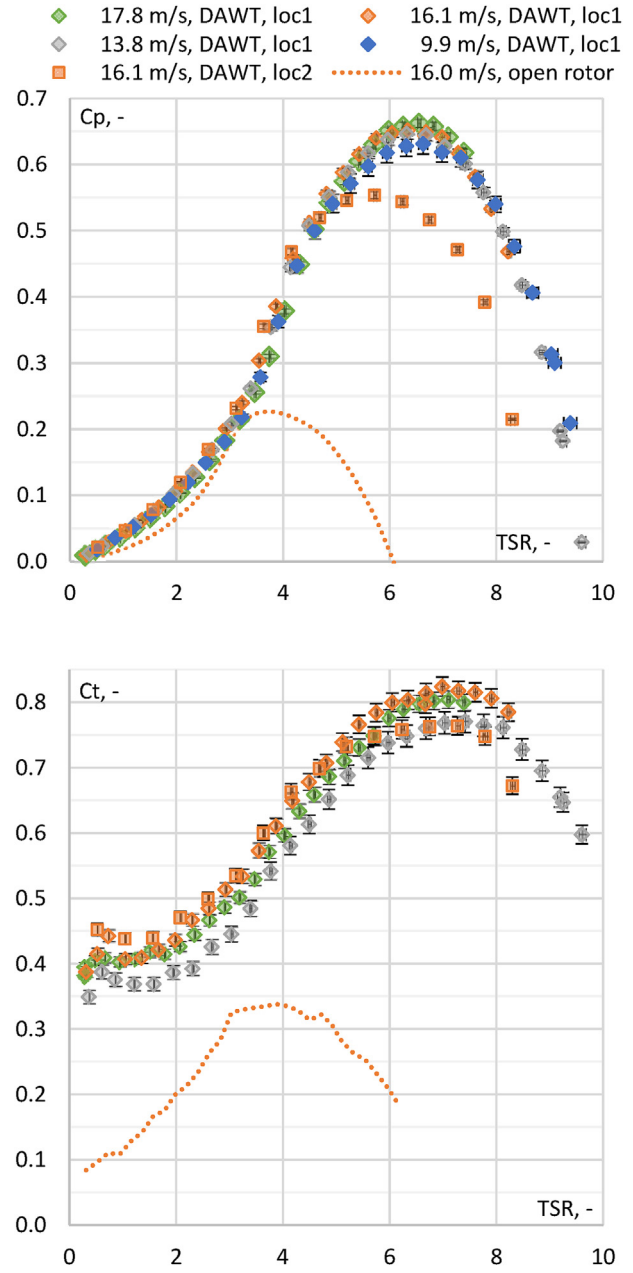 17.8 m/s, DAWT, loc1 16.1 m/s, DAWT, loc1
13.8 m/s, DAWT, loc1 9.9 m/s, DAWT, loc1
16.1 m/s, DAWT, loc2 16.0 m/s, open rotor
0.7
Cp, -
0.6
0.5
0.4
0.3
0.2
0.1
TSR, -
0.0
0 2 4 6 8 10
Ct, -
0.8
0.7
0.6
0.5
0.4
0.3
0.2
0.1
TSR, -
0.0
0 2 4 6 8 10